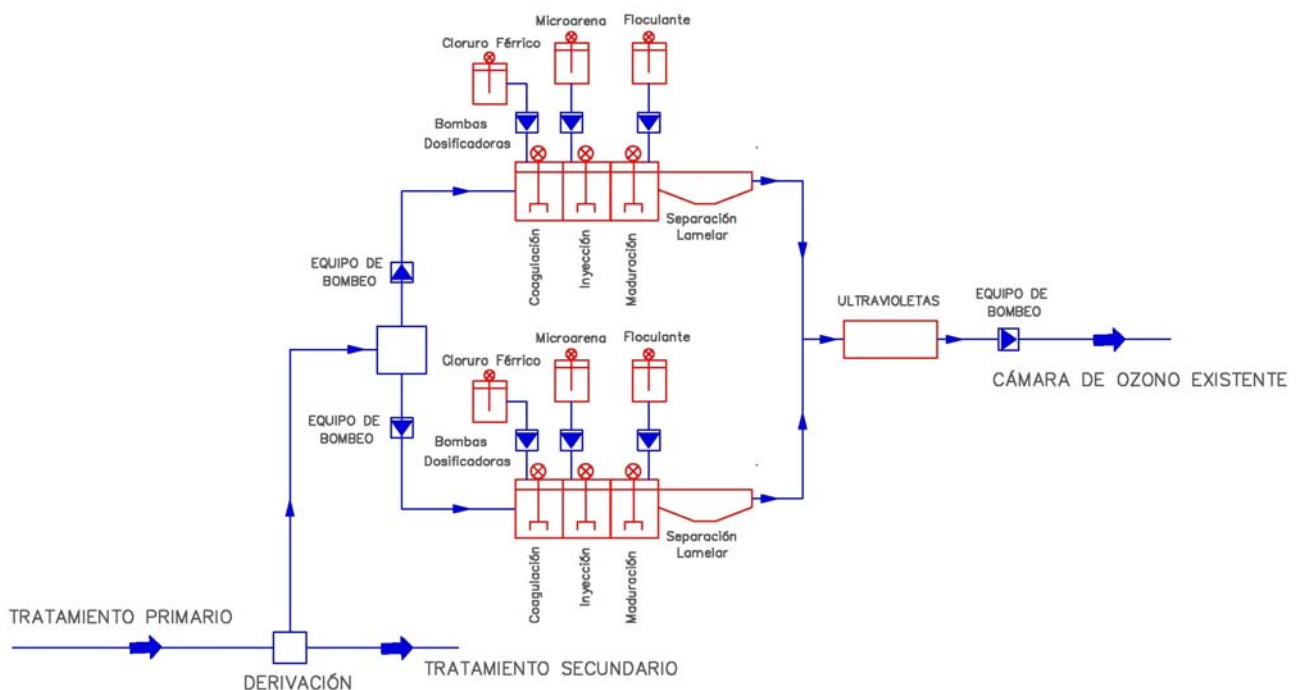 Microarena
Floculante
Cloruro Férrico
Bombas
Dosificadoras
Separación
Lamelar
Coagulación
Inyección
Maduración
EQUIPO DE
BOMBEO
ULTRAVIOLETAS
EQUIPO DE
BOMBEO
CÁMARA DE OZONO EXISTENTE
Microarena
Floculante
Cloruro Férrico
EQUIPO DE
BOMBEO
Bombas
Dosificadoras
Separación
Lamelar
Coagulación
Inyección
Maduración
TRATAMIENTO PRIMARIO
TRATAMIENTO SECUNDARIO
DERIVACIÓN